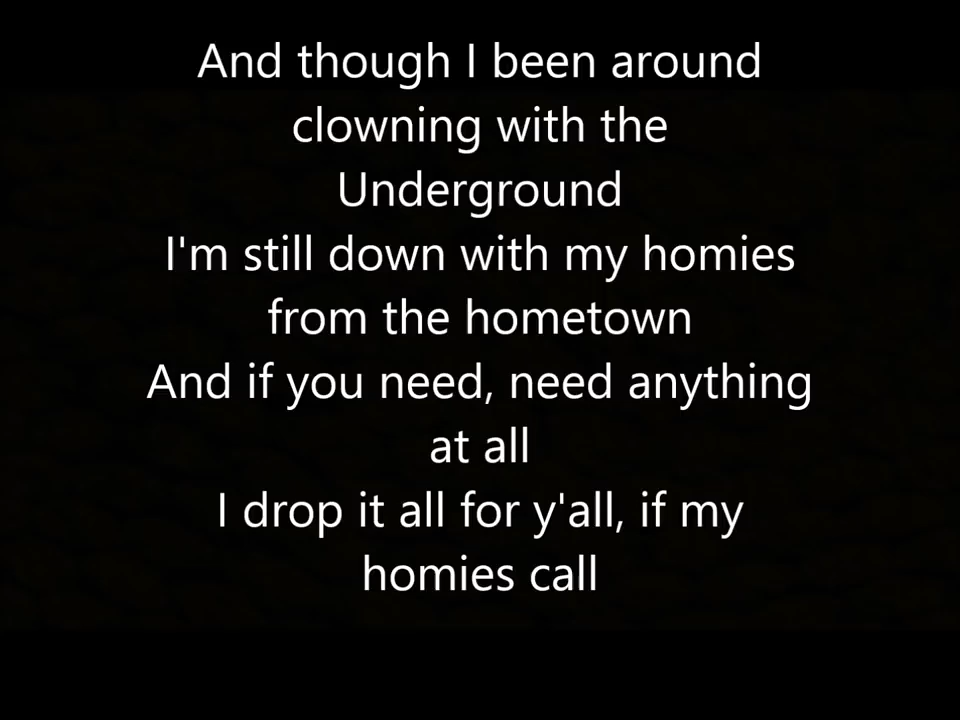 And though I been around
clowning with the
Underground
I'm still down with my homies
from the hometown
And if you need, need anything
at all
I drop it all for y'all, if my
homies call